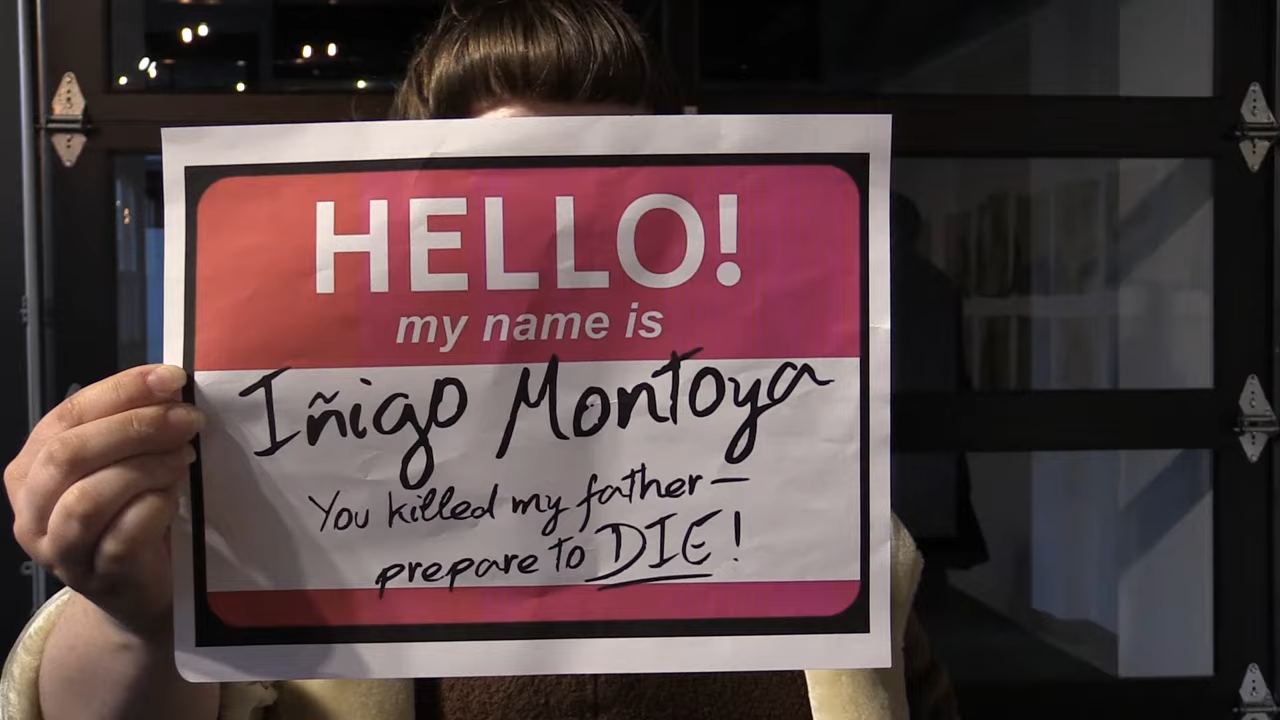 HELLO!
my name is
Iñigo Montoya
You killed my father—
prepare to DIE!